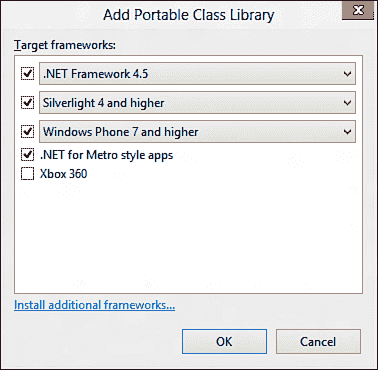 Add Portable Class Library
Target frameworks:
.NET Framework 4.5
Silverlight 4 and higher
Windows Phone 7 and higher
.NET for Metro style apps
Xbox 360
Install additional frameworks...
OK
Cancel